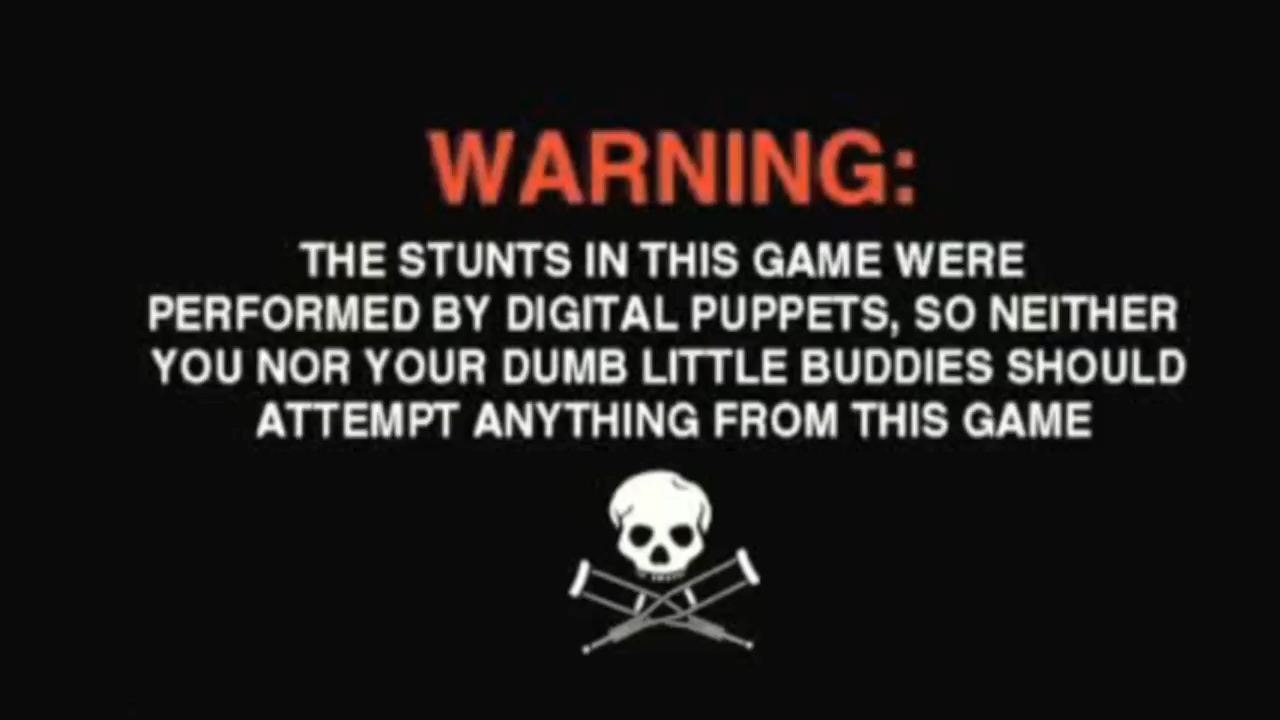 WARNING:
THE STUNTS IN THIS GAME WERE
PERFORMED BY DIGITAL PUPPETS, SO NEITHER
YOU NOR YOUR DUMB LITTLE BUDDIES SHOULD
ATTEMPT ANYTHING FROM THIS GAME